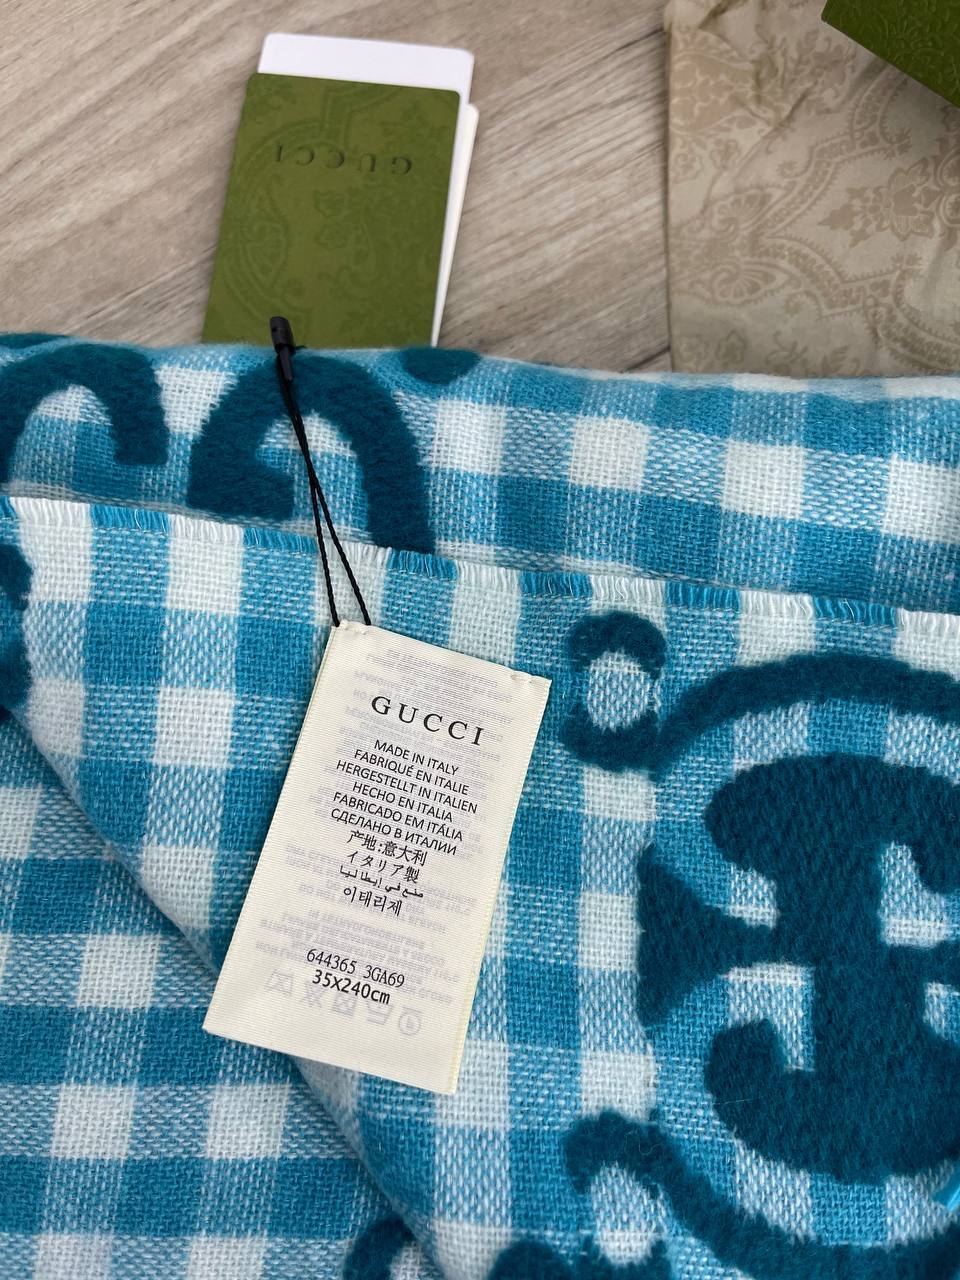 GUCCI
GUCCI
MADE IN ITALY
FABRIQUÉ EN ITALIE
HERGESTELLT IN ITALIEN
HECHO EN ITALIA
FABRICADO EM ITÁLIA
СДЕЛАНО В ИТАЛИИ
产地:意大利
イタリア製
صنع في إيطاليا
이태리제
644365 3GA69
35X240cm